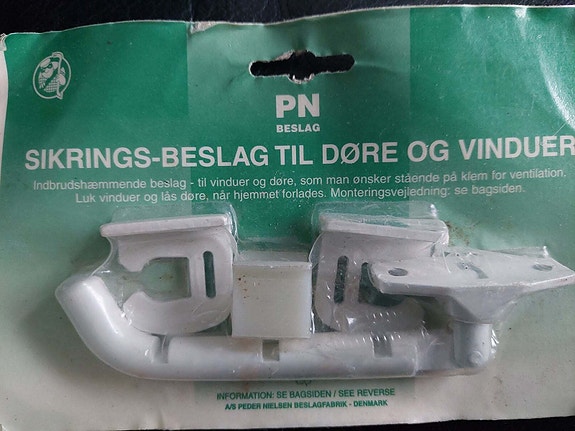 PN
BESLAG
SIKRINGS-BESLAG TIL DØRE OG VINDUER
Indbrudshæmmende beslag - til vinduer og døre, som man ønsker stående på klem for ventilation.
Luk vinduer og lås døre, når hjemmet forlades. Monteringsvejledning: se bagsiden.
INFORMATION: SE BAGSIDEN / SEE REVERSE
A/S PEDER NIELSEN BESLAGFABRIK - DENMARK